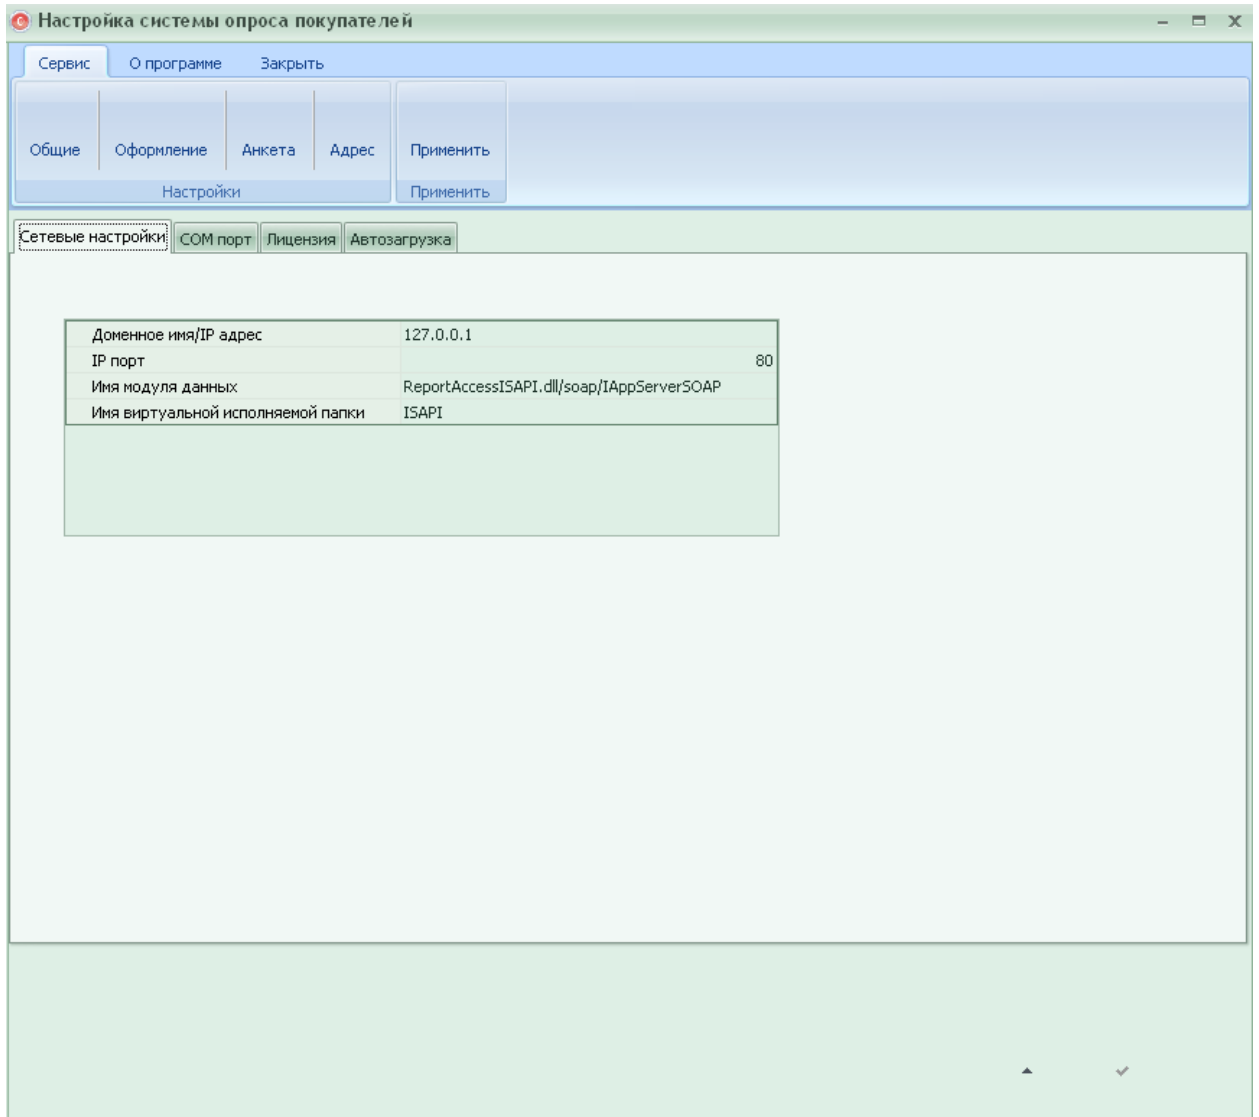 Настройка системы опроса покупателей
Сервис О программе Закрыть
Общие Оформление Анкета Адрес Применить
Настройки Применить
Сетевые настройки COM порт Лицензия Автозагрузка
Доменное имя/IP адрес 127.0.0.1
IP порт 80
Имя модуля данных ReportAccessISAPI.dll/soap/IAppServerSOAP
Имя виртуальной исполняемой папки ISAPI